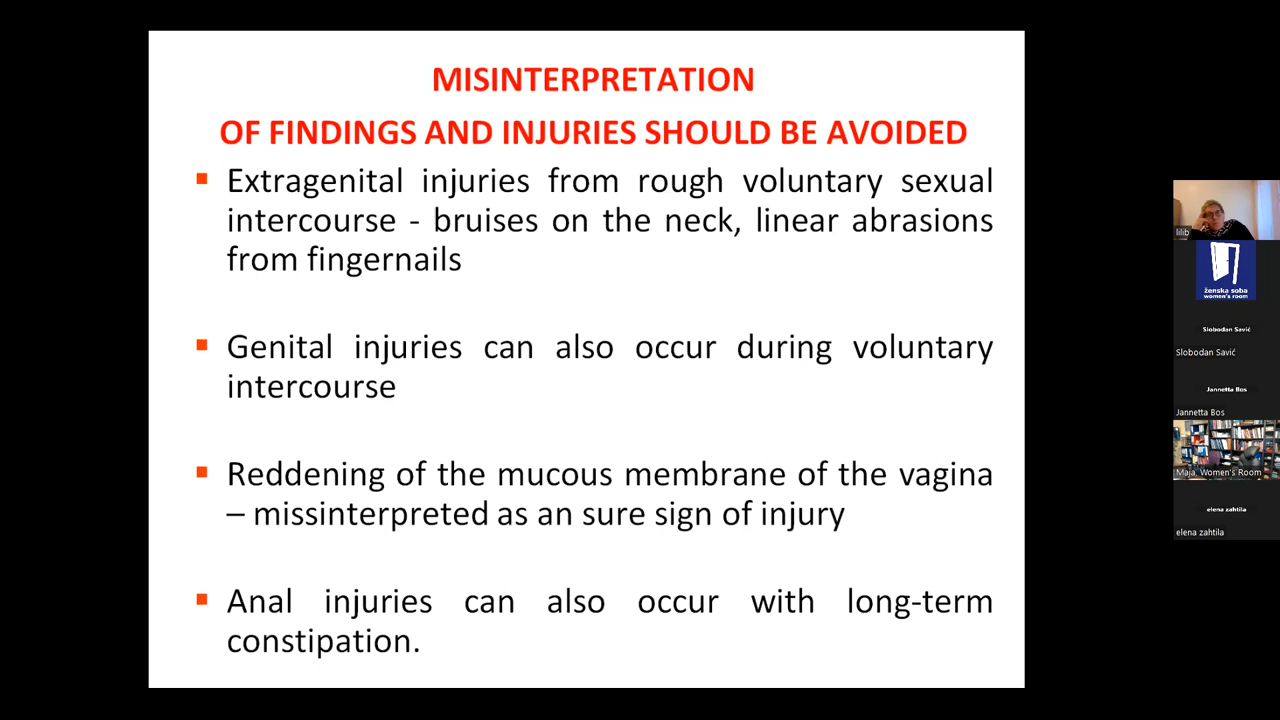 MISINTERPRETATION
OF FINDINGS AND INJURIES SHOULD BE AVOIDED
Extragenital injuries from rough voluntary sexual
intercourse - bruises on the neck, linear abrasions
from fingernails
Genital injuries can also occur during voluntary
intercourse
Reddening of the mucous membrane of the vagina
– missinterpreted as an sure sign of injury
Anal injuries can also occur with long-term
constipation.
lilib
ženska soba
women's room
Slobodan Savić
Slobodan Savić
Jannetta Bos
Jannetta Bos
Maja, Women's Room
elena zahtila
elena zahtila